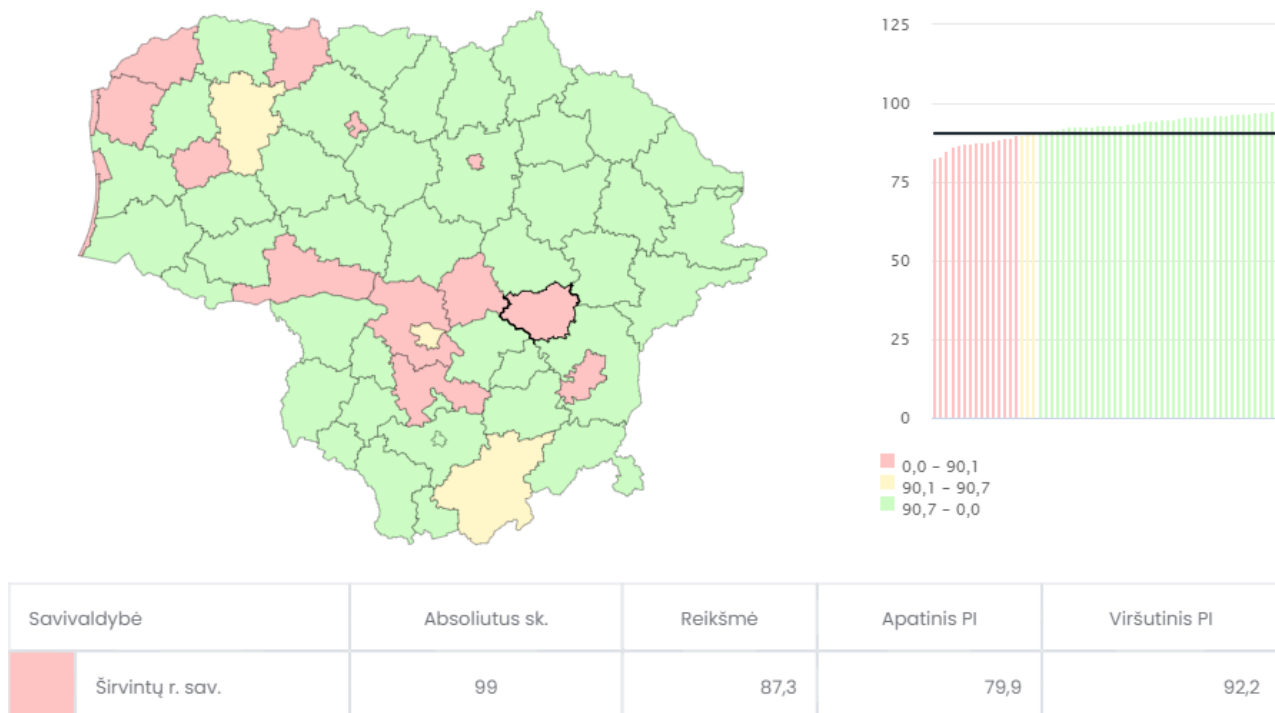 125
100
75
50
25
0
0,0 - 90,1
90,1 - 90,7
90,7 - 0,0
Savivaldybė Absoliutus sk. Reikšmė Apatinis PI Viršutinis PI
Širvintų r. sav. 99 87,3 79,9 92,2